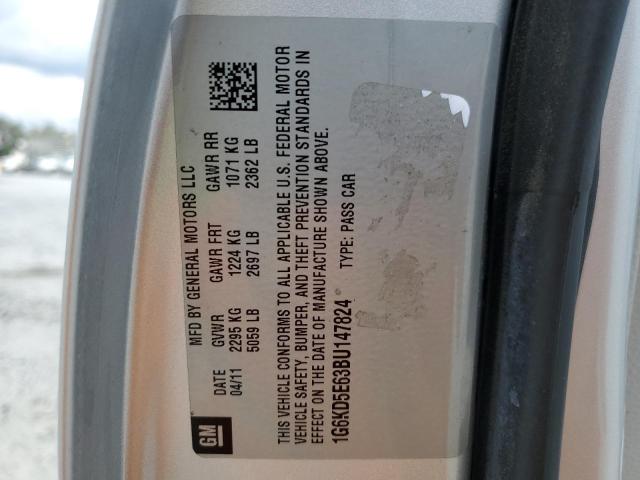 GM
MFD BY GENERAL MOTORS LLC
DATE GVWR GAWR FRT GAWR RR
04/11 2295 KG 1224 KG 1071 KG
5059 LB 2697 LB 2362 LB
THIS VEHICLE CONFORMS TO ALL APPLICABLE U.S. FEDERAL MOTOR
VEHICLE SAFETY, BUMPER, AND THEFT PREVENTION STANDARDS IN
EFFECT ON THE DATE OF MANUFACTURE SHOWN ABOVE.
1G6KD5E63BU147824 TYPE: PASS CAR